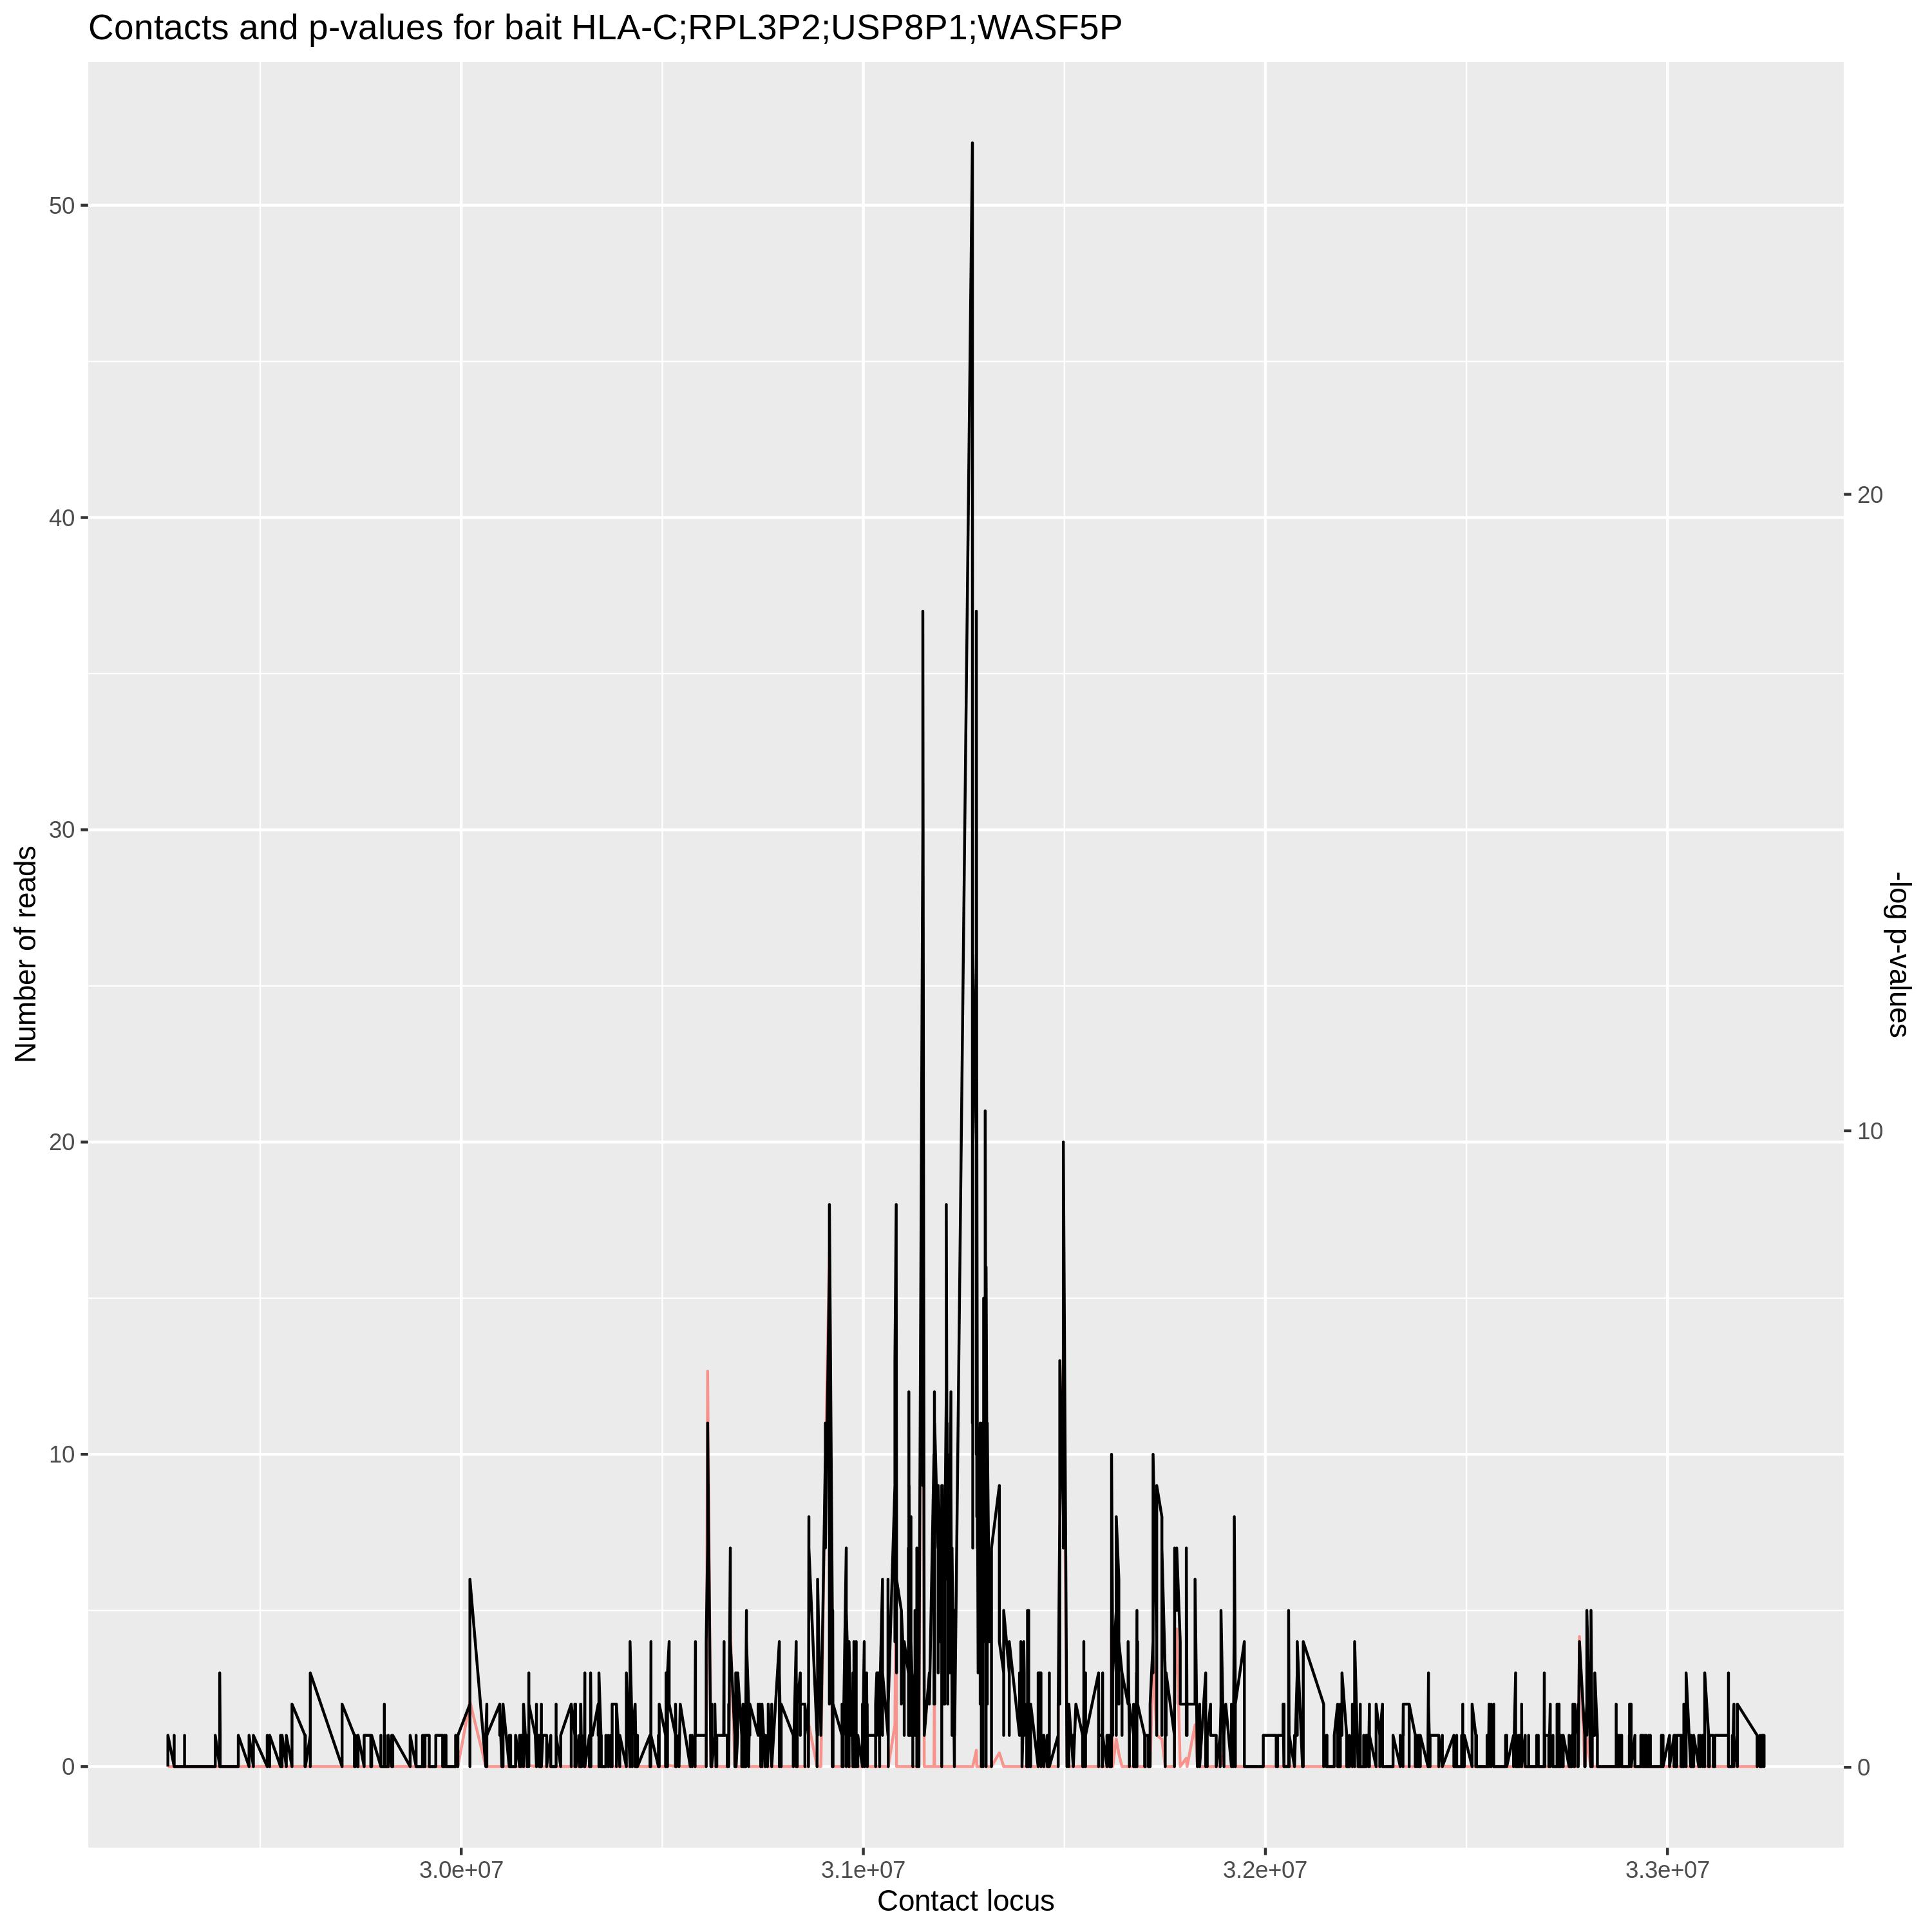 Contacts and p-values for bait HLA-C;RPL3P2;USP8P1;WASF5P
50
40
30
20
10
0
Number of reads
20
10
0
-log p-values
3.0e+07
3.1e+07
3.2e+07
3.3e+07
Contact locus